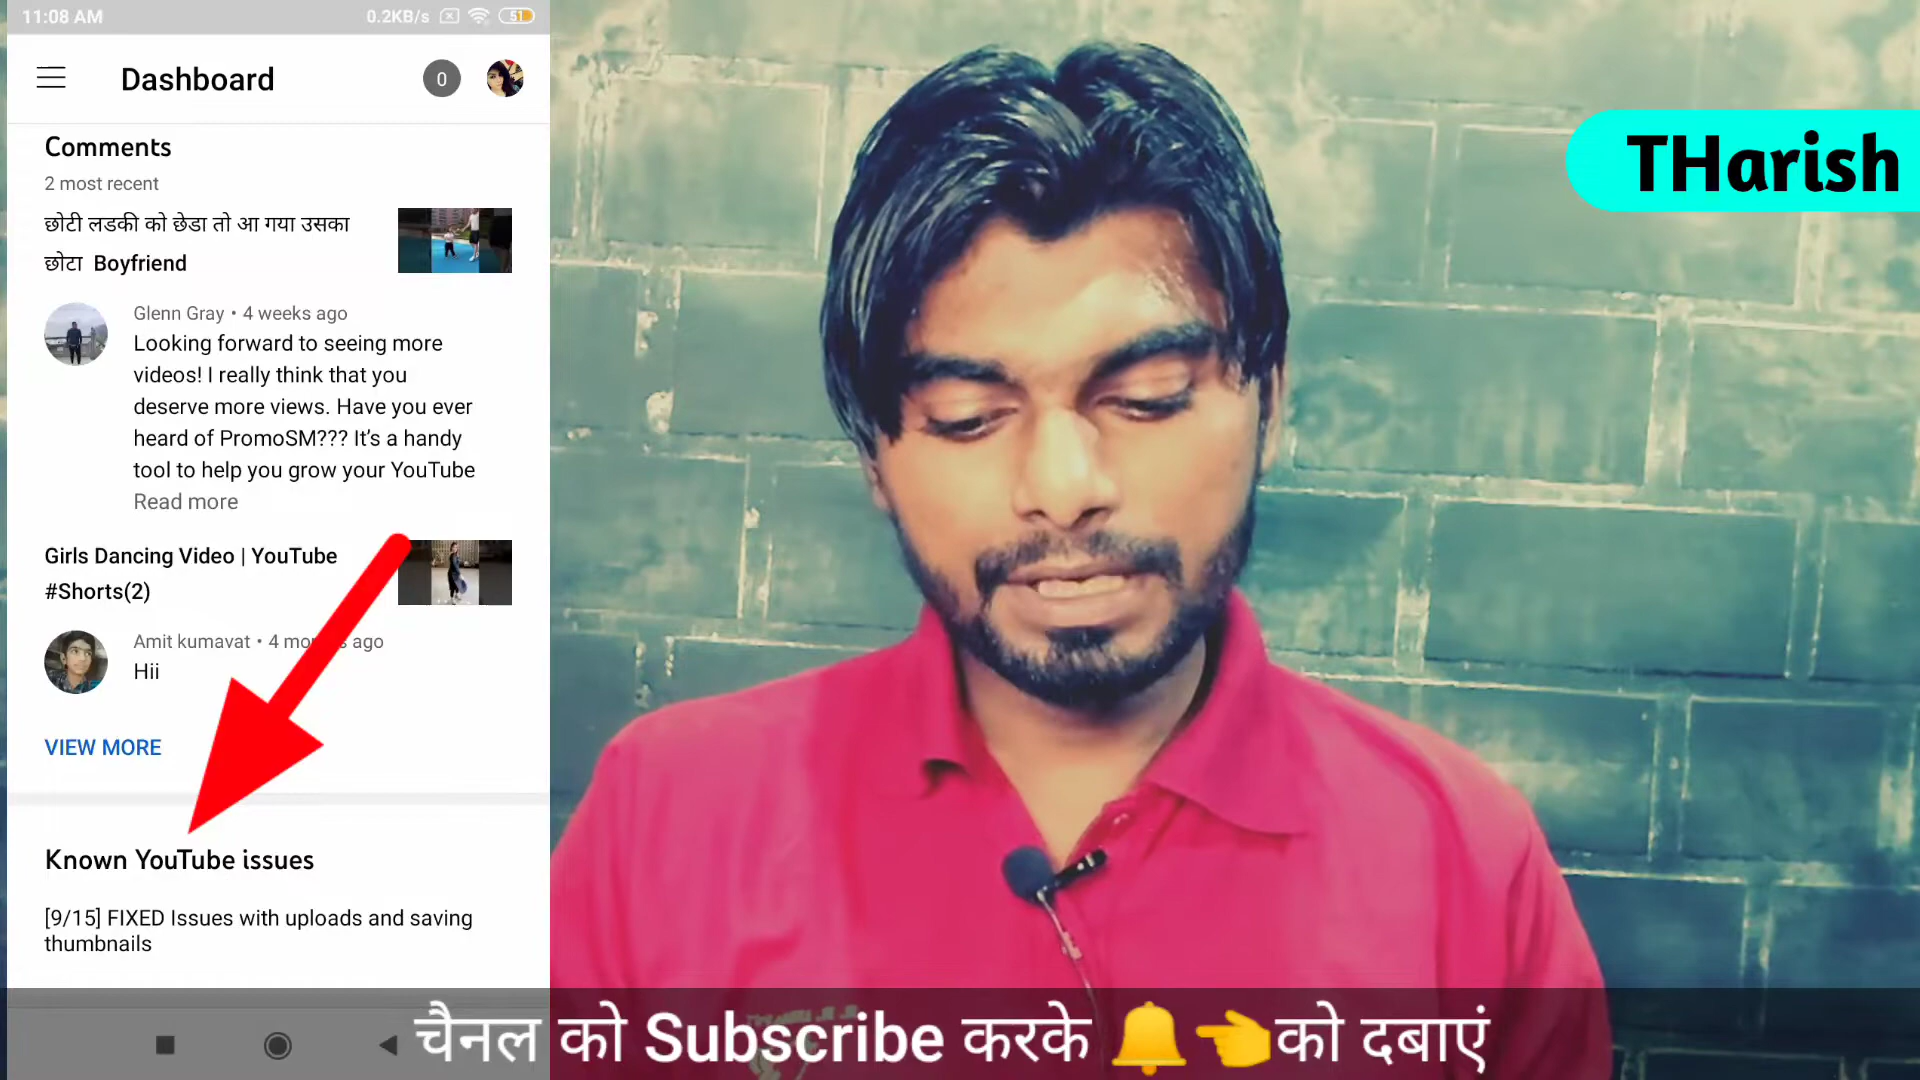 11:08 AM
0.2KB/s
51
Dashboard
0
Comments
2 most recent
छोटी लडकी को छेडा तो आ गया उसका
छोटा Boyfriend
Glenn Gray • 4 weeks ago
Looking forward to seeing more
videos! I really think that you
deserve more views. Have you ever
heard of PromoSM??? It’s a handy
tool to help you grow your YouTube
Read more
Girls Dancing Video | YouTube
#Shorts(2)
Amit kumavat • 4 ago
Hii
VIEW MORE
Known YouTube issues
[9/15] FIXED Issues with uploads and saving
thumbnails
THarish
चैनल को Subscribe करके 🔔👈को दबाएं